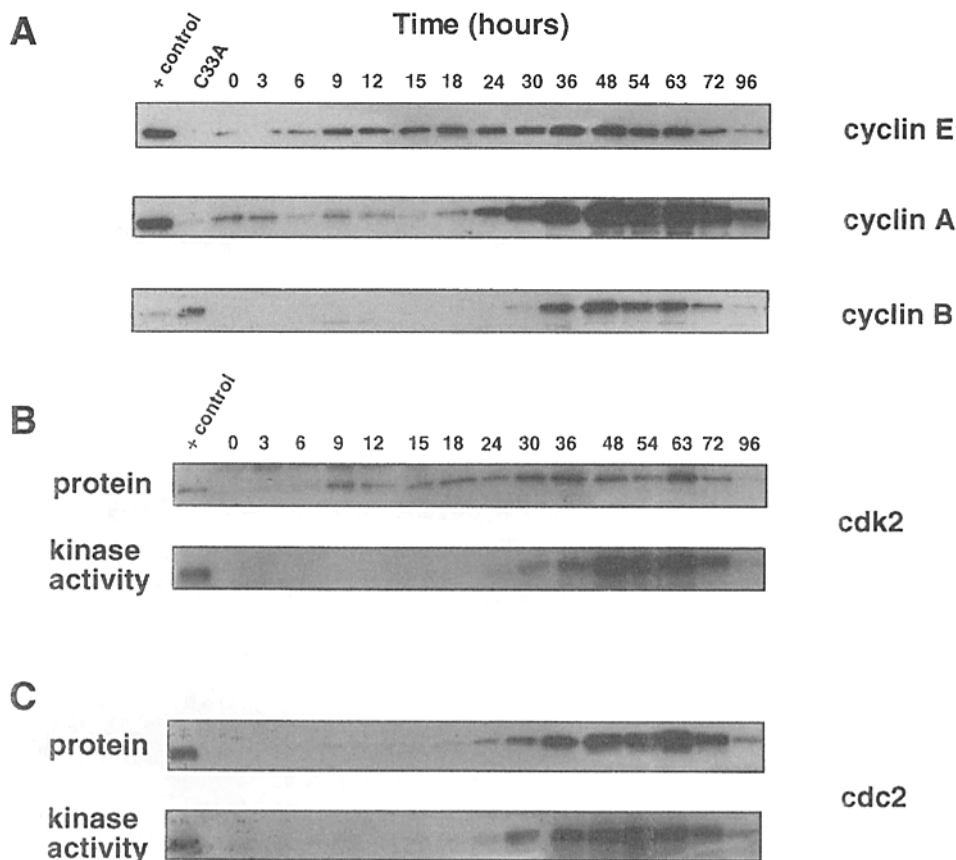 A
Time (hours)
+ control C33A 0 3 6 9 12 15 18 24 30 36 48 54 63 72 96
cyclin E
cyclin A
cyclin B
B
+ control 0 3 6 9 12 15 18 24 30 36 48 54 63 72 96
protein
cdk2
kinase
activity
C
protein
cdc2
kinase
activity